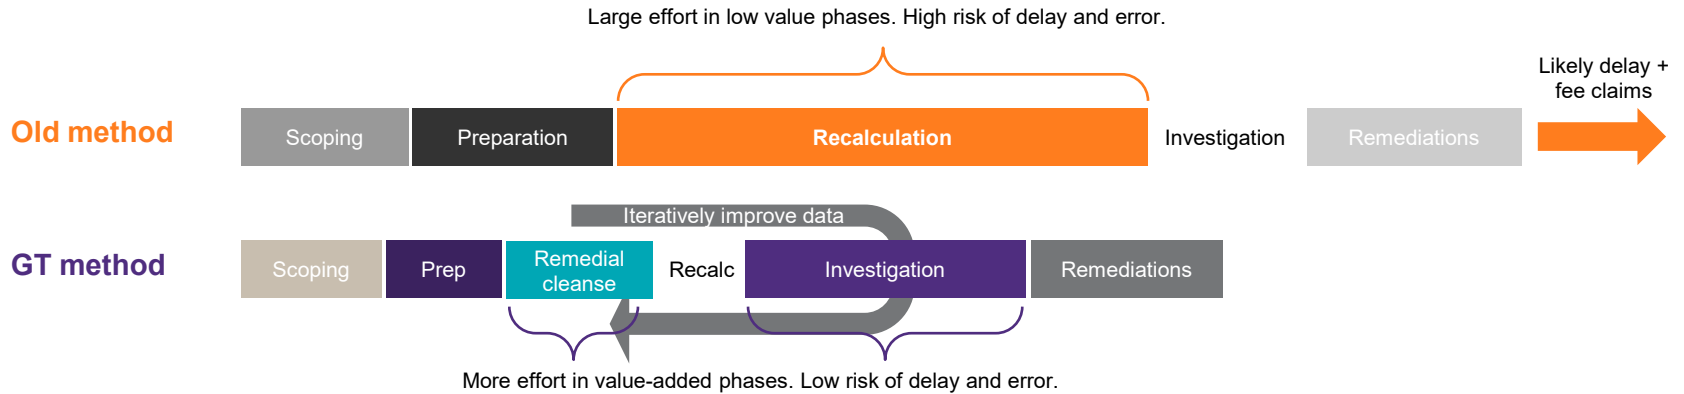 Large effort in low value phases. High risk of delay and error.
Likely delay +
fee claims
Old method
Scoping
Preparation
Recalculation
Investigation
Remediations
Iteratively improve data
GT method
Scoping
Prep
Remedial
cleanse
Recalc
Investigation
Remediations
More effort in value-added phases. Low risk of delay and error.